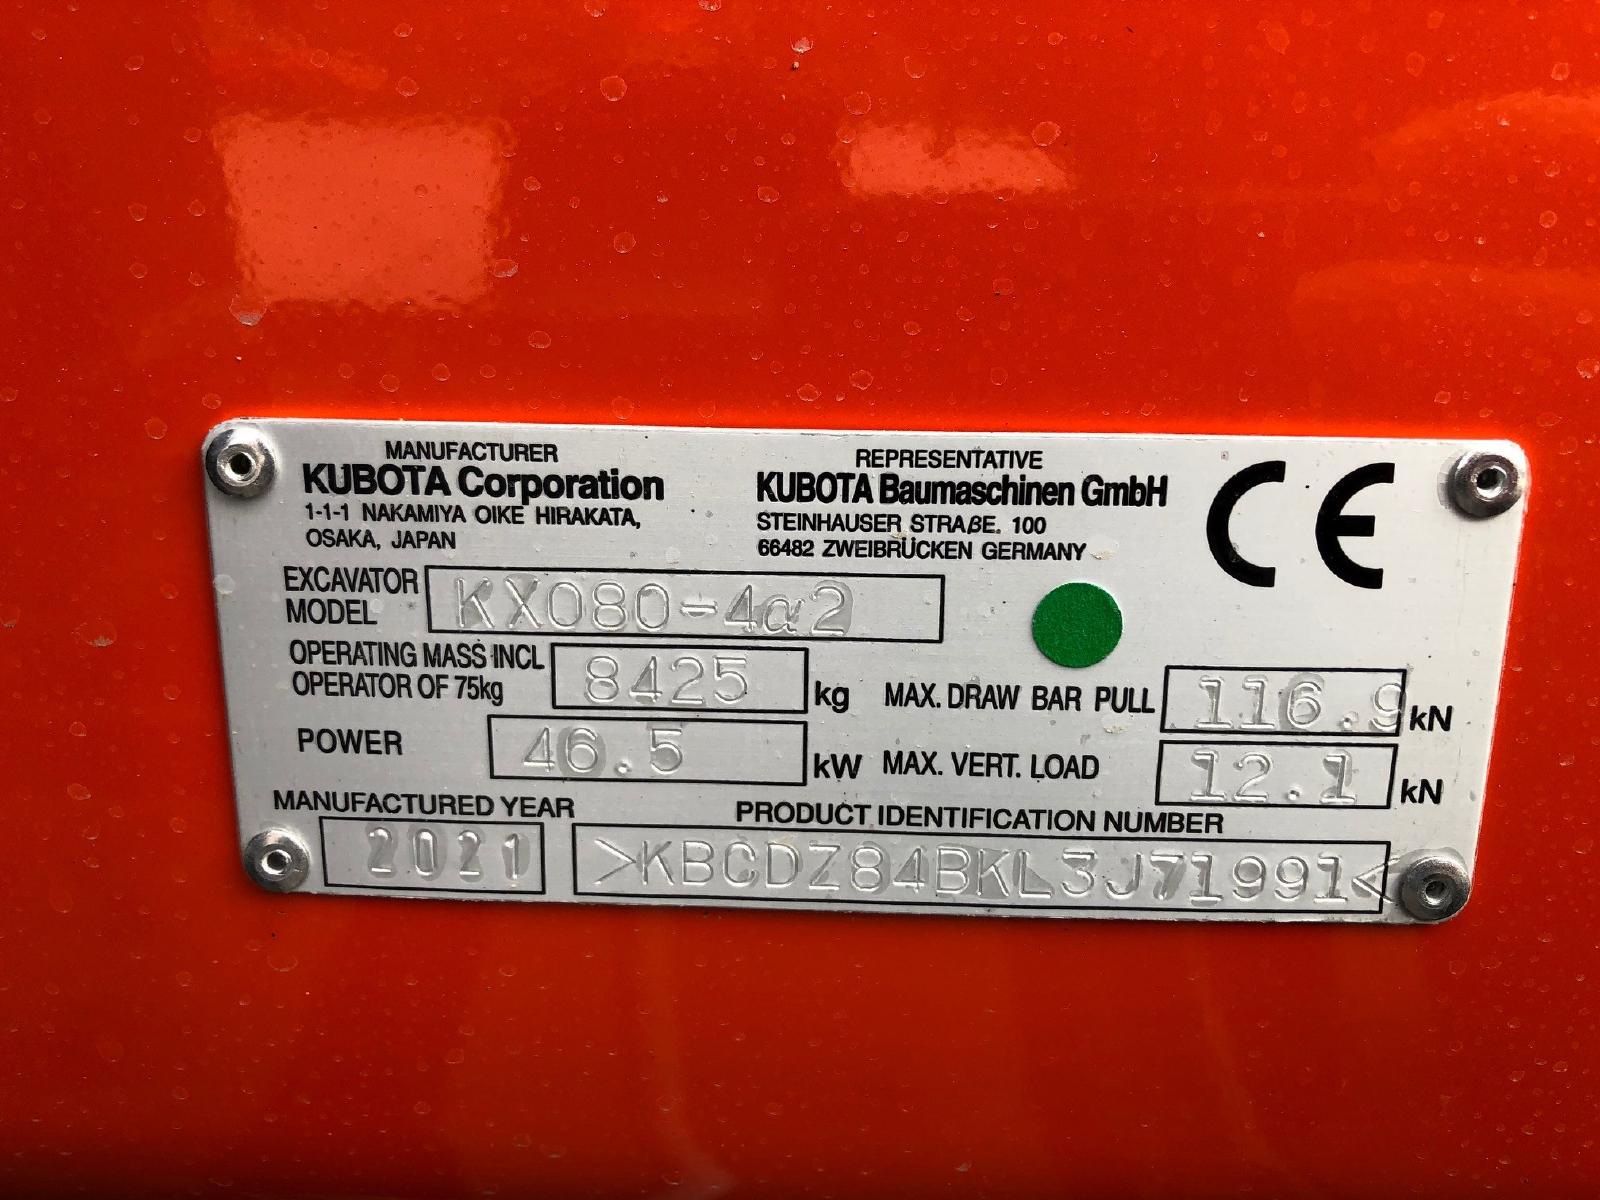 MANUFACTURER
KUBOTA Corporation
1-1-1 NAKAMIYA OIKE HIRAKATA,
OSAKA, JAPAN
REPRESENTATIVE
KUBOTA Baumaschinen GmbH
STEINHAUSER STRAßE. 100
66482 ZWEIBRÜCKEN GERMANY
CE
EXCAVATOR MODEL KX080-4α2
OPERATING MASS INCL
OPERATOR OF 75kg 8425 kg
MAX. DRAW BAR PULL 116.9 kN
POWER 46.5 kW
MAX. VERT. LOAD 12.1 kN
MANUFACTURED YEAR
2021
PRODUCT IDENTIFICATION NUMBER
>KBCDZ84BKL3J71991<